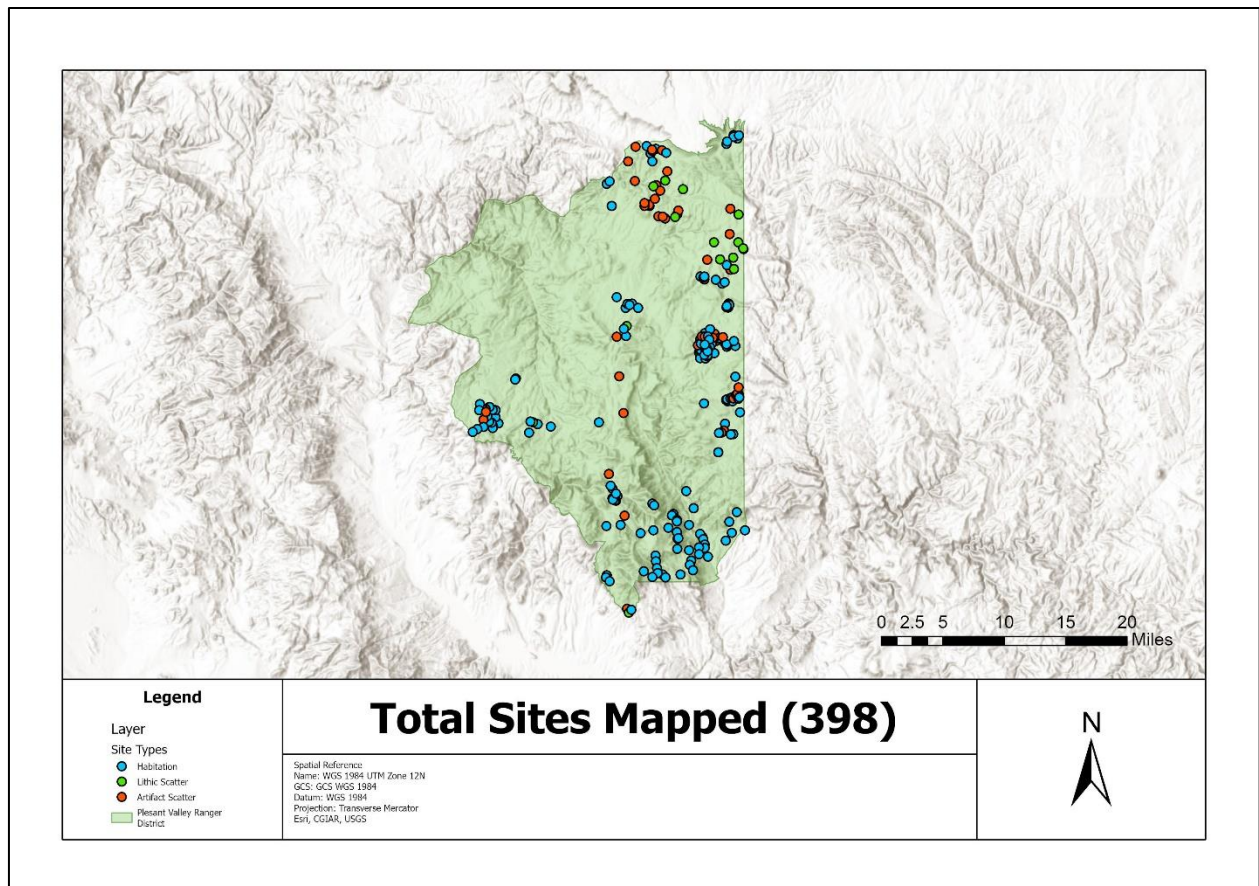 0 2.5 5 10 15 20
Miles
Legend
Layer
Site Types
Habitation
Lithic Scatter
Artifact Scatter
Plesant Valley Ranger
District
Total Sites Mapped (398)
Spatial Reference
Name: WGS 1984 UTM Zone 12N
GCS: GCS WGS 1984
Datum: WGS 1984
Projection: Transverse Mercator
Esri, CGIAR, USGS
N